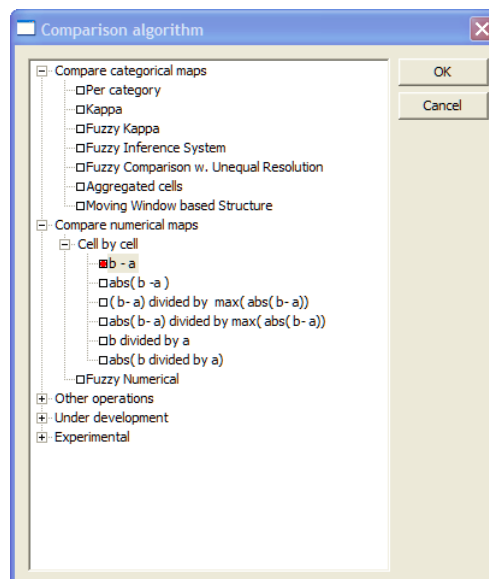 Comparison algorithm
Compare categorical maps
Per category
Kappa
Fuzzy Kappa
Fuzzy Inference System
Fuzzy Comparison w. Unequal Resolution
Aggregated cells
Moving Window based Structure
Compare numerical maps
Cell by cell
b - a
abs( b -a )
( b- a) divided by max( abs( b- a))
abs( b- a) divided by max( abs( b- a))
b divided by a
abs( b divided by a)
Fuzzy Numerical
Other operations
Under development
Experimental
OK
Cancel